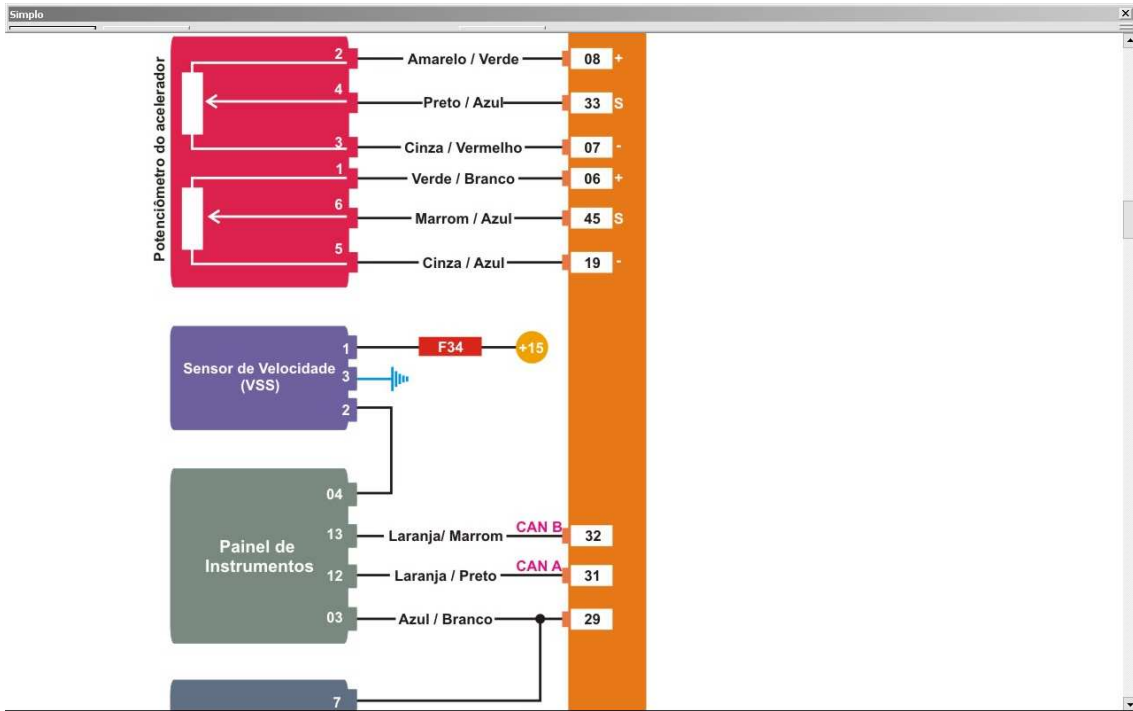 Simplo
Potenciômetro do acelerador
2 Amarelo / Verde 08 +
4 Preto / Azul 33 S
3 Cinza / Vermelho 07 -
1 Verde / Branco 06 +
6 Marrom / Azul 45 S
5 Cinza / Azul 19 -
Sensor de Velocidade
(VSS)
1 F34 +15
3
2
Painel de
Instrumentos
04
13 Laranja/ Marrom CAN B 32
12 Laranja / Preto CAN A 31
03 Azul / Branco 29
7